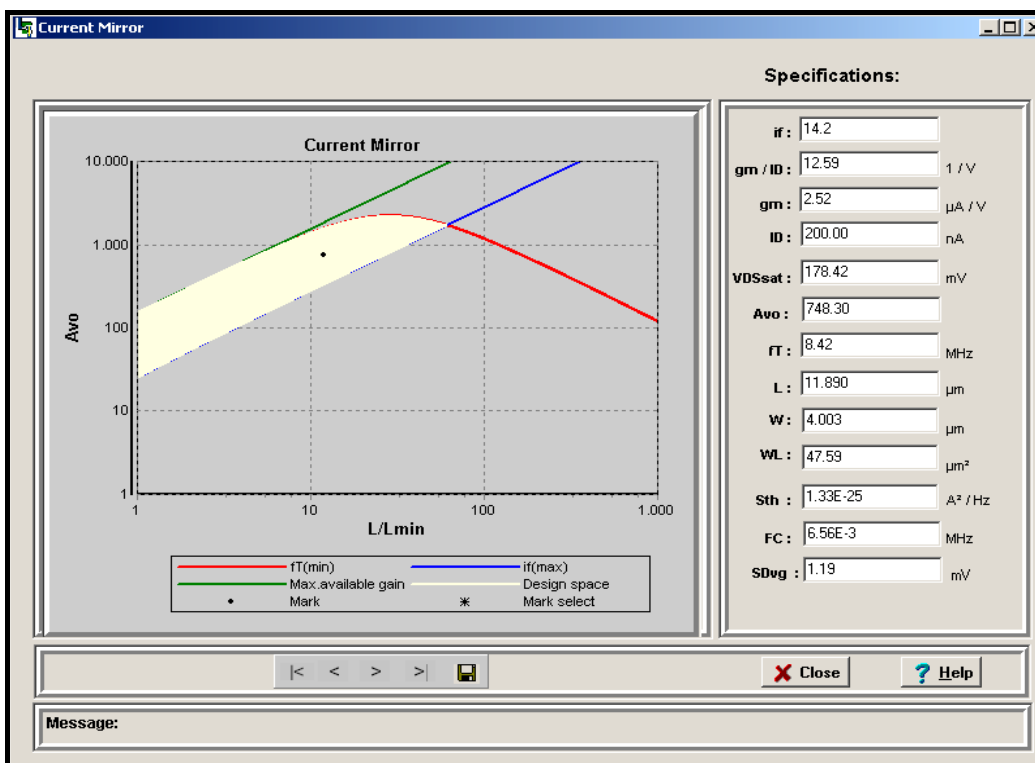 Current Mirror
Specifications:
Current Mirror
10.000
1.000
100
10
1
Avo
1 10 100 1.000
L/Lmin
fT(min) if(max)
Max.available gain Design space
Mark Mark select
if : 14.2
gm / ID : 12.59 1 / V
gm : 2.52 µA / V
ID : 200.00 nA
VDSsat : 178.42 mV
Avo : 748.30
fT : 8.42 MHz
L : 11.890 µm
W : 4.003 µm
WL : 47.59 µm²
Sth : 1.33E-25 A² / Hz
FC : 6.56E-3 MHz
SDvg : 1.19 mV
|< < > >|
Close Help
Message: